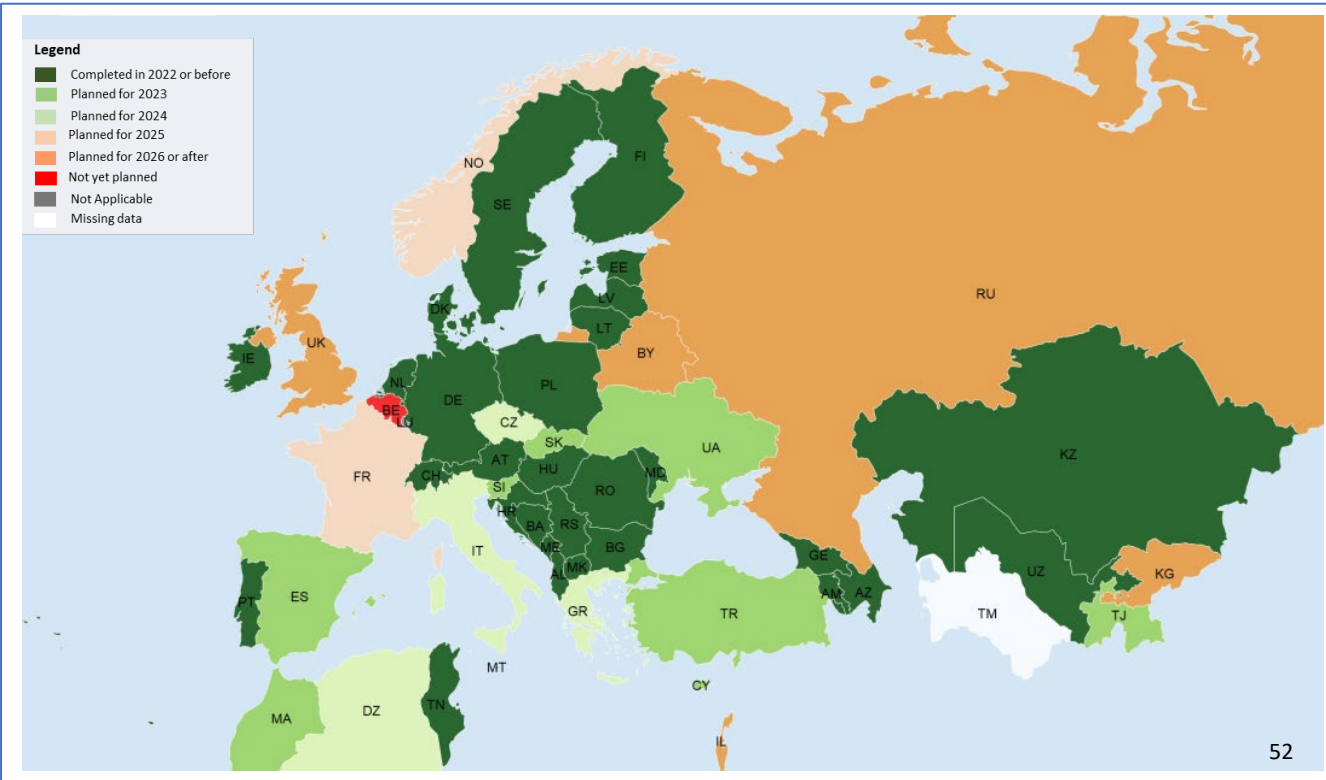 Legend
Completed in 2022 or before
Planned for 2023
Planned for 2024
Planned for 2025
Planned for 2026 or after
Not yet planned
Not Applicable
Missing data
NO
FI
SE
EE
RU
LV
DK
LT
UK
BY
IE
NL
PL
DE
BE
LU
CZ
SK
UA
KZ
AT
HU
MD
FR
CH
SI
RO
HR
BA
RS
IT
ME
BG
GE
MK
AL
UZ
KG
AM
AZ
PT
ES
GR
TR
TM
TJ
MT
CY
TN
MA
DZ
IL
52